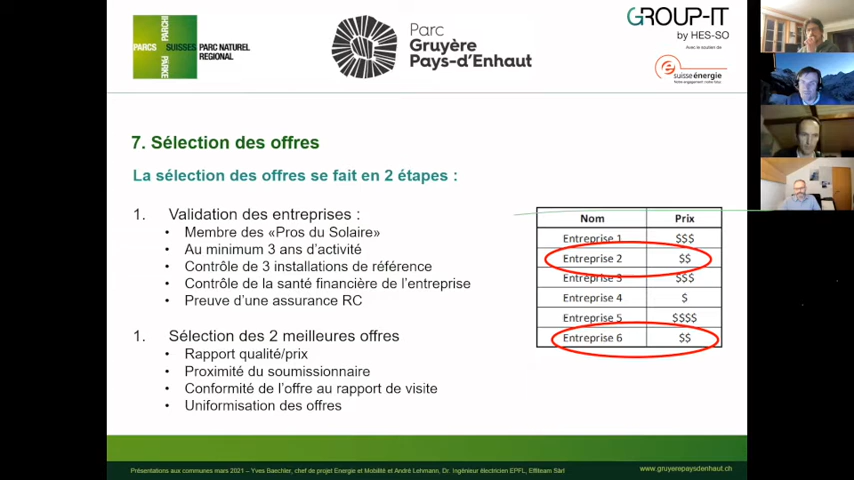 PARCS
SUISSES
PARCHI
PARKE
PARC NATUREL
RÉGIONAL
Parc
Gruyère
Pays-d'Enhaut
GROUP-IT
by HES-SO
Avec le soutien de
suisseénergie
7. Sélection des offres
La sélection des offres se fait en 2 étapes :
1. Validation des entreprises :
• Membre des «Pros du Solaire»
• Au minimum 3 ans d'activité
• Contrôle de 3 installations de référence
• Contrôle de la santé financière de l'entreprise
• Preuve d'une assurance RC
1. Sélection des 2 meilleures offres
• Rapport qualité/prix
• Proximité du soumissionnaire
• Conformité de l'offre au rapport de visite
• Uniformisation des offres
Nom Prix
Entreprise 1 $$$
Entreprise 2 $$
Entreprise 3 $$$
Entreprise 4 $
Entreprise 5 $$$$
Entreprise 6 $$
Présentations aux communes mars 2021 – Yves Baechler, chef de projet Energie et Mobilité et André Lehmann, Dr. Ingénieur électricien EPFL, Effiteam Sàrl
www.gruyerepaysdenhaut.ch